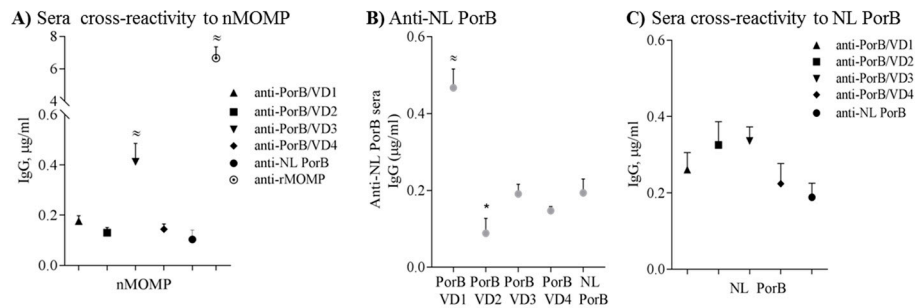 A) Sera cross-reactivity to nMOMP
8
6
4
0.6
0.4
0.2
0.0
IgG, µg/ml
≈
≈
anti-PorB/VD1
anti-PorB/VD2
anti-PorB/VD3
anti-PorB/VD4
anti-NL PorB
anti-rMOMP
nMOMP
B) Anti-NL PorB
Anti-NL PorB sera
IgG (µg/ml)
0.6
0.4
0.2
0.0
≈
*
PorB PorB PorB PorB NL
VD1 VD2 VD3 VD4 PorB
C) Sera cross-reactivity to NL PorB
0.6
0.4
0.2
0.0
IgG, µg/ml
anti-PorB/VD1
anti-PorB/VD2
anti-PorB/VD3
anti-PorB/VD4
anti-NL PorB
NL PorB